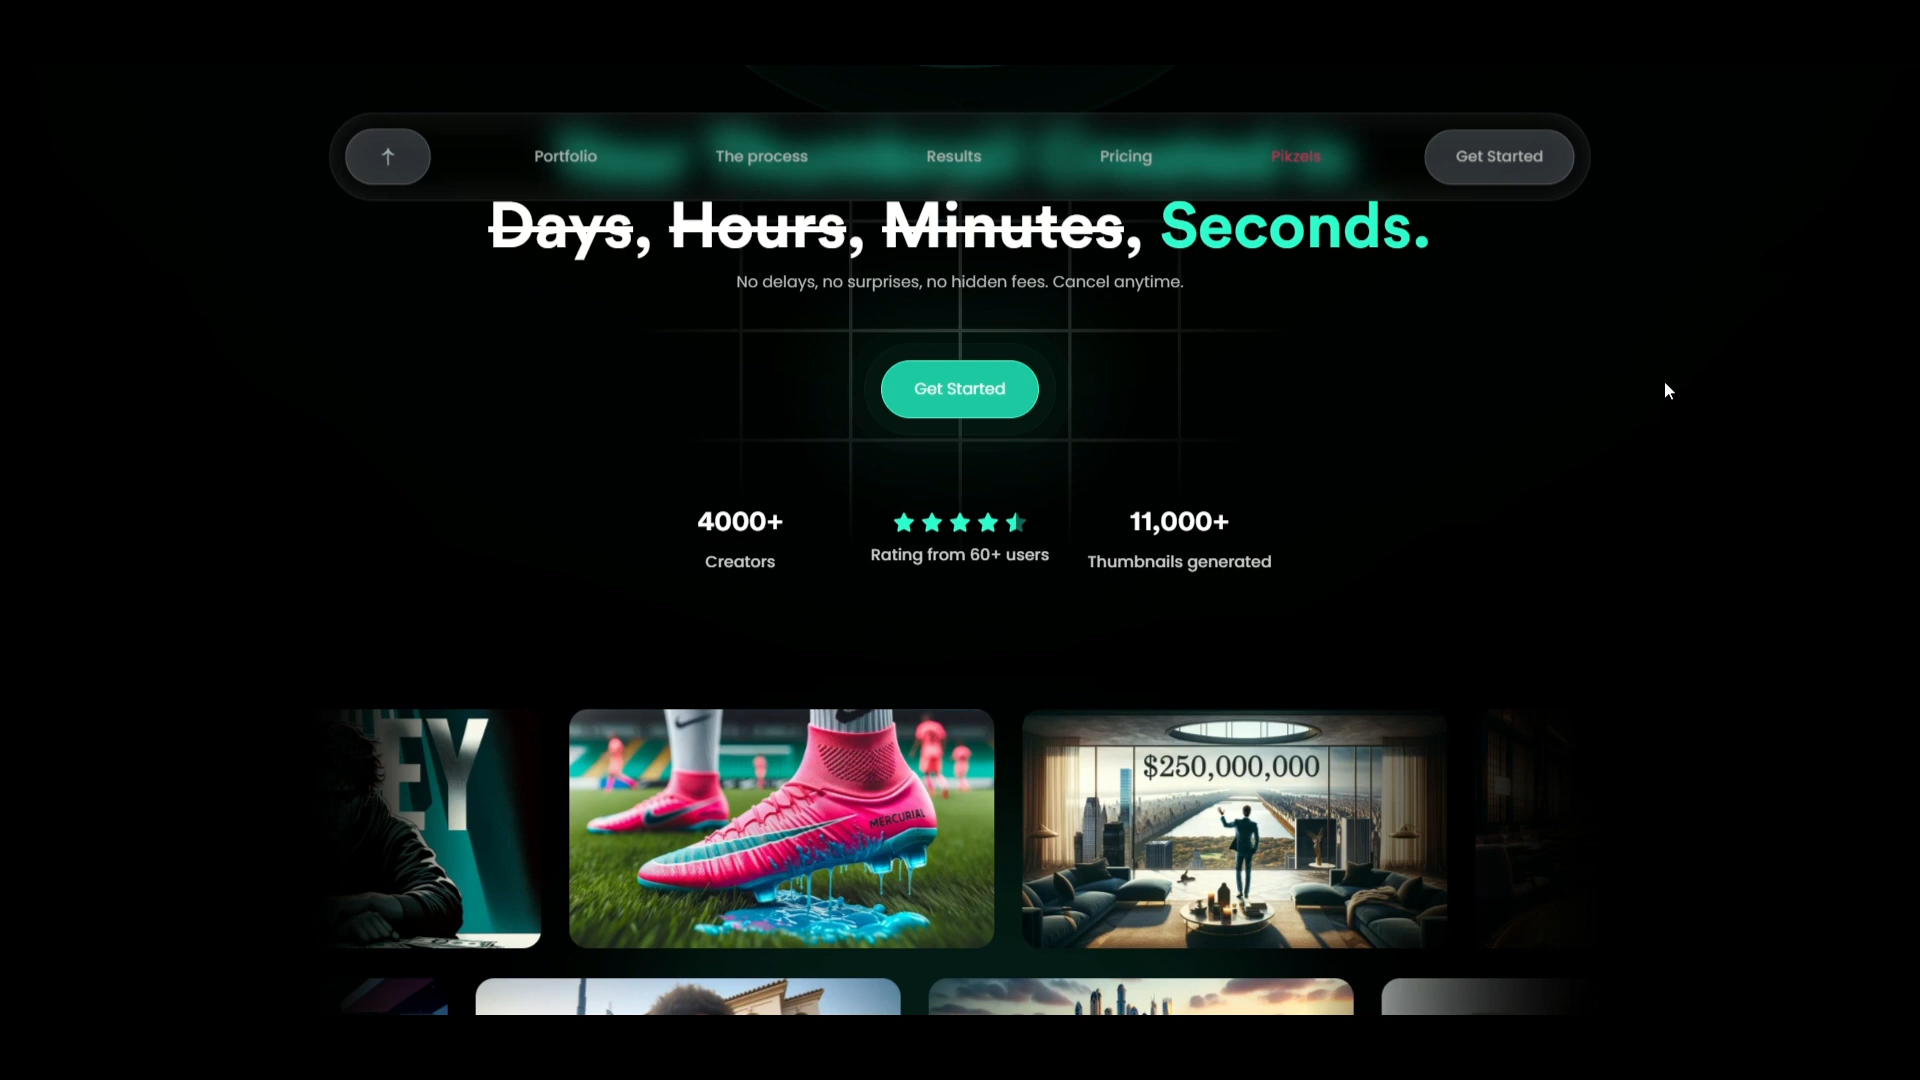 ↑
Portfolio
The process
Results
Pricing
Pikzels
Get Started
Days, Hours, Minutes, Seconds.
No delays, no surprises, no hidden fees. Cancel anytime.
Get Started
4000+
Creators
Rating from 60+ users
11,000+
Thumbnails generated
EY
MERCURIAL
$250,000,000